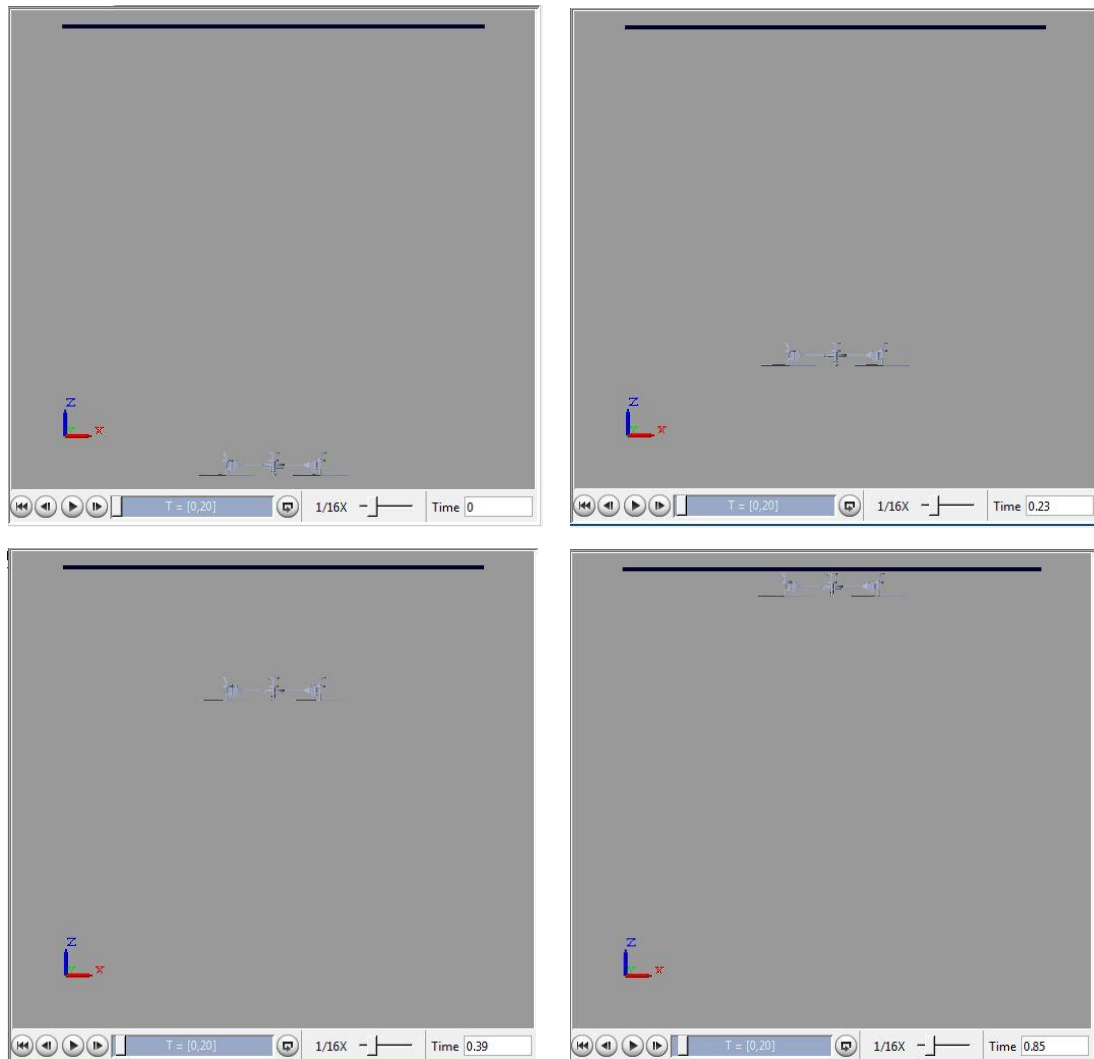 Z
Y
X
T = [0,20]
1/16X
Time 0
Z
Y
X
T = [0,20]
1/16X
Time 0.23
Z
Y
X
T = [0,20]
1/16X
Time 0.39
Z
Y
X
T = [0,20]
1/16X
Time 0.85